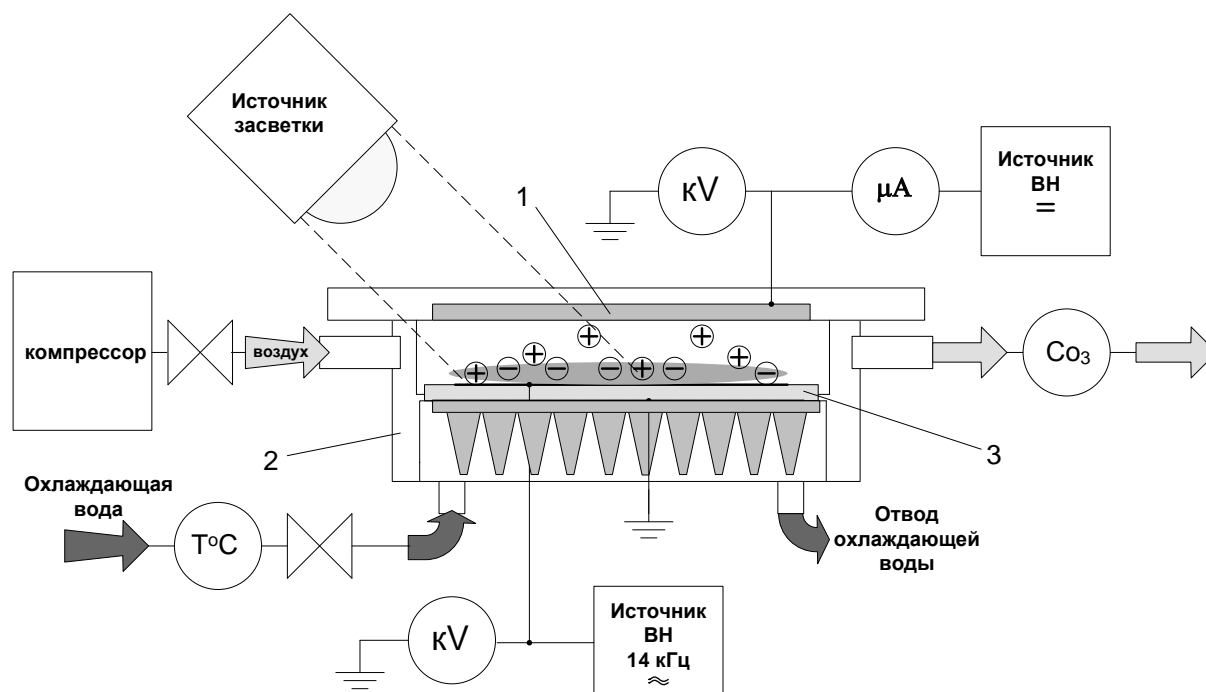 Источник
засветки
1
кV
μA
Источник
ВН
=
компрессор
воздух
Co₃
2
3
Охлаждающая
вода
T°C
Отвод
охлаждающей
воды
кV
Источник
ВН
14 кГц
≈